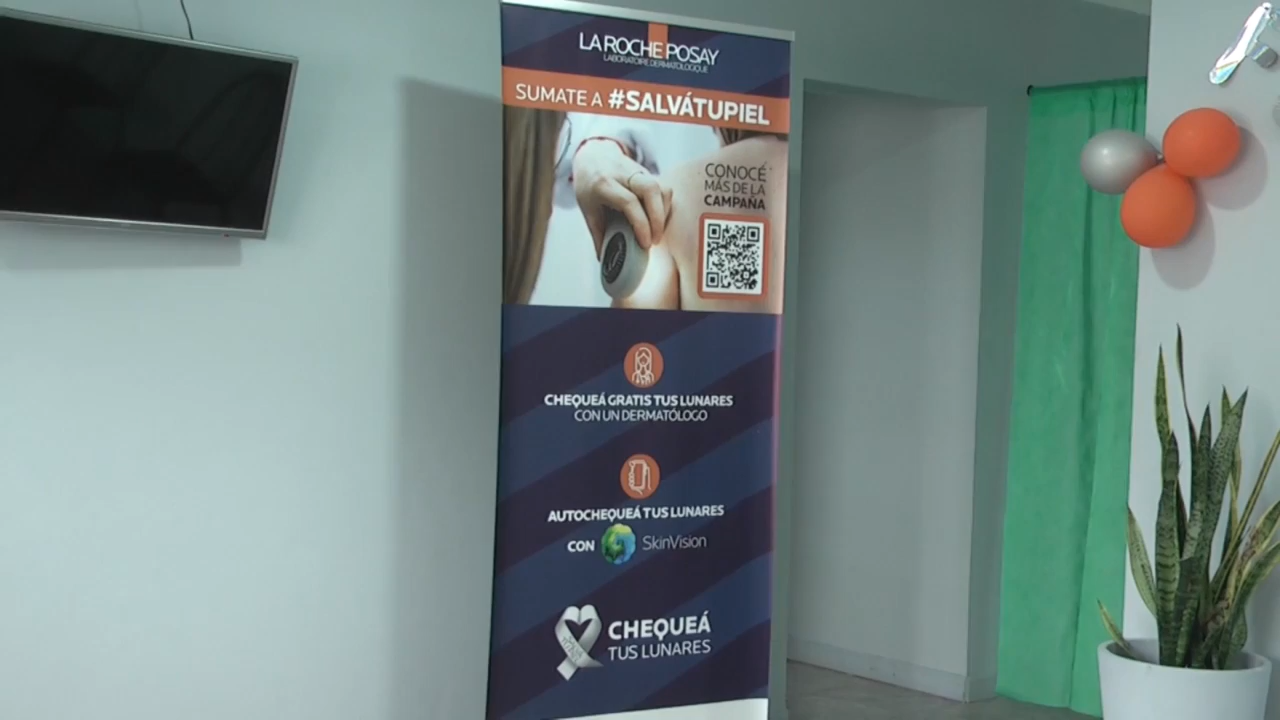 LA ROCHE POSAY
LABORATOIRE DERMATOLOGIQUE
SUMATE A #SALVÁTUPIEL
CONOCÉ
MÁS DE LA
CAMPAÑA
CHEQUEÁ GRATIS TUS LUNARES
CON UN DERMATÓLOGO
AUTOCHEQUEÁ TUS LUNARES
CON SkinVision
CHEQUEÁ
TUS LUNARES